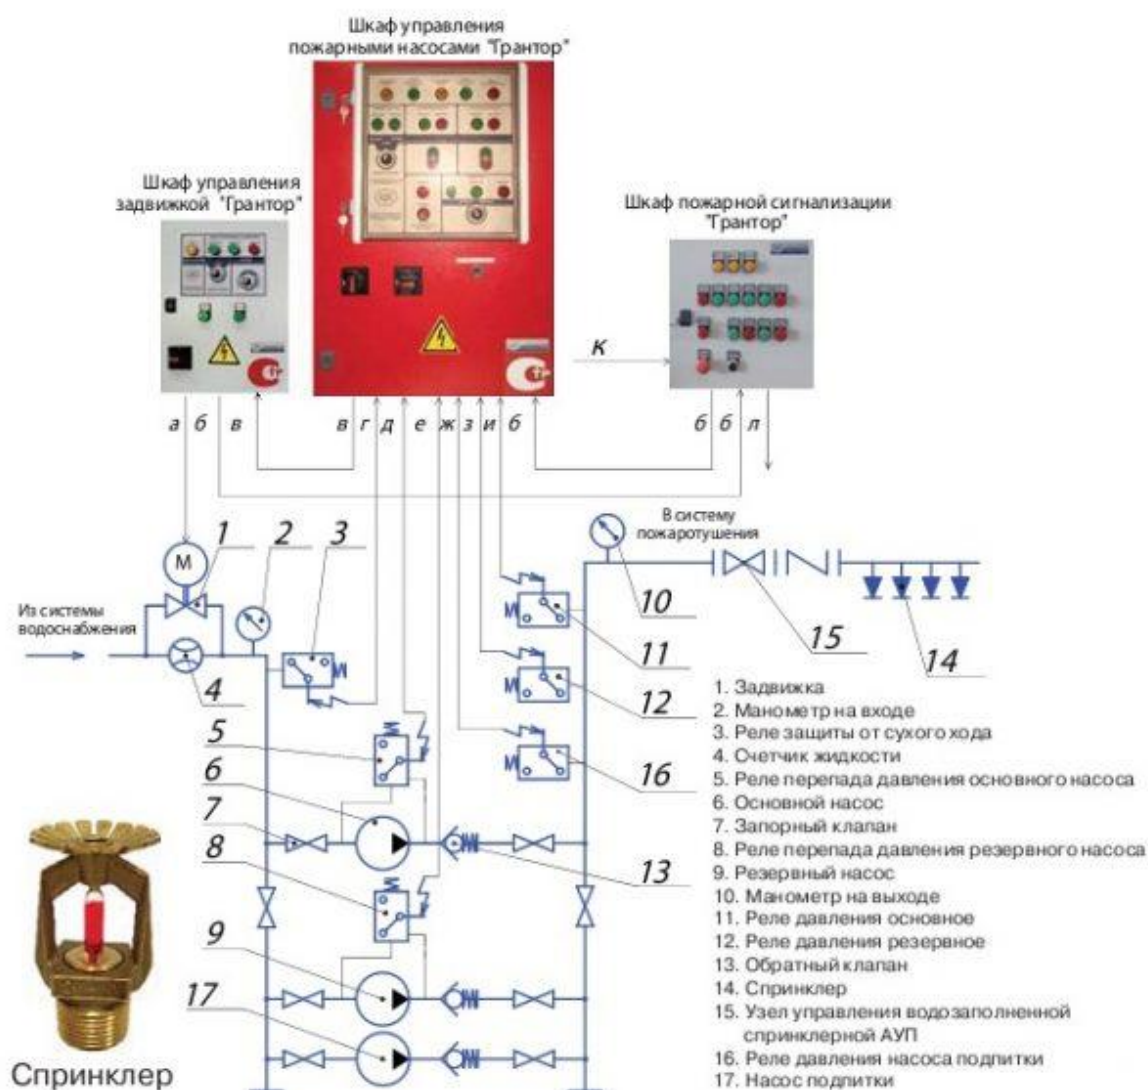 Шкаф управления
пожарными насосами "Грантор"
Шкаф управления
задвижкой "Грантор"
Шкаф пожарной сигнализации
"Грантор"
к
а б в
в г д е ж з и б
б б л
1 2 3
В систему
пожаротушения
М
Из системы
водоснабжения
10
15
11
14
4
12
5
16
6
7
8
13
9
17
1. Задвижка
2. Манометр на входе
3. Реле защиты от сухого хода
4. Счетчик жидкости
5. Реле перепада давления основного насоса
6. Основной насос
7. Запорный клапан
8. Реле перепада давления резервного насоса
9. Резервный насос
10. Манометр на выходе
11. Реле давления основное
12. Реле давления резервное
13. Обратный клапан
14. Спринклер
15. Узел управления водозаполненной
спринклерной АУП
16. Реле давления насоса подпитки
17. Насос подпитки
Спринклер